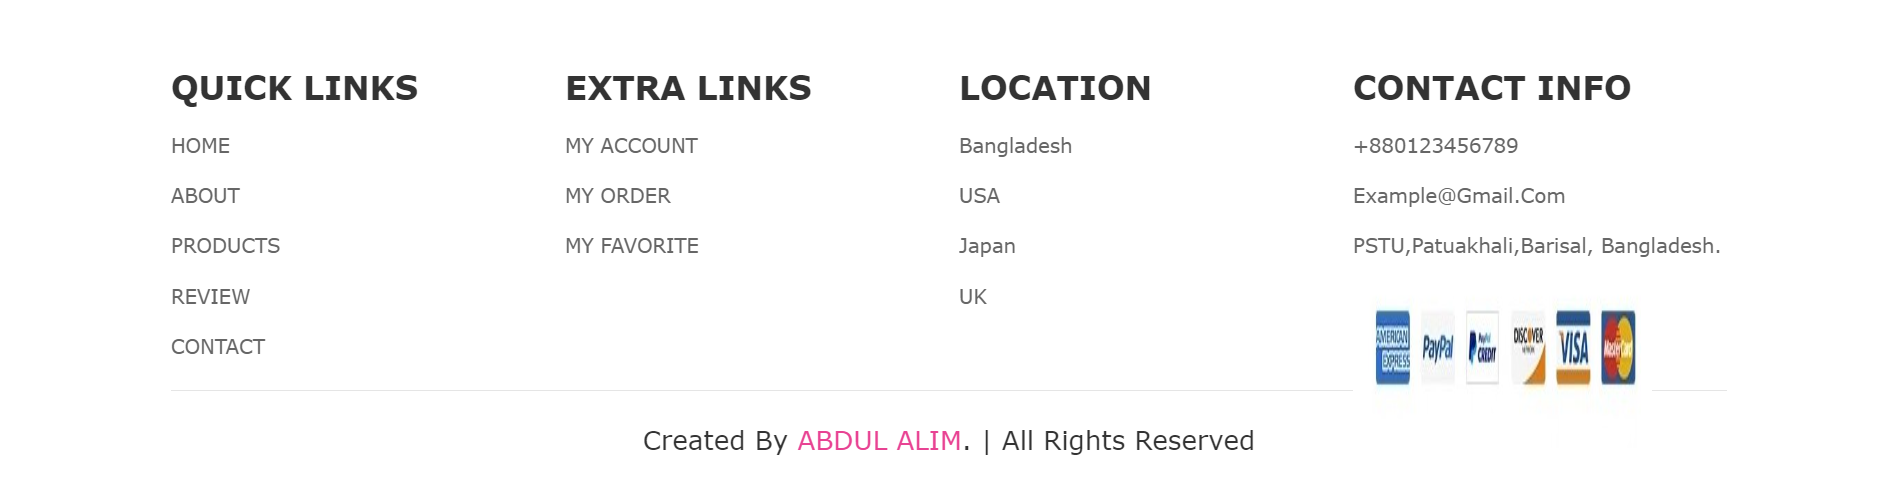 QUICK LINKS
HOME
ABOUT
PRODUCTS
REVIEW
CONTACT
EXTRA LINKS
MY ACCOUNT
MY ORDER
MY FAVORITE
LOCATION
Bangladesh
USA
Japan
UK
CONTACT INFO
+880123456789
Example@Gmail.Com
PSTU,Patuakhali,Barisal, Bangladesh.
AMERICAN EXPRESS
PayPal
PayPal CREDIT
DISCOVER NETWORK
VISA
MasterCard
Created By ABDUL ALIM. | All Rights Reserved